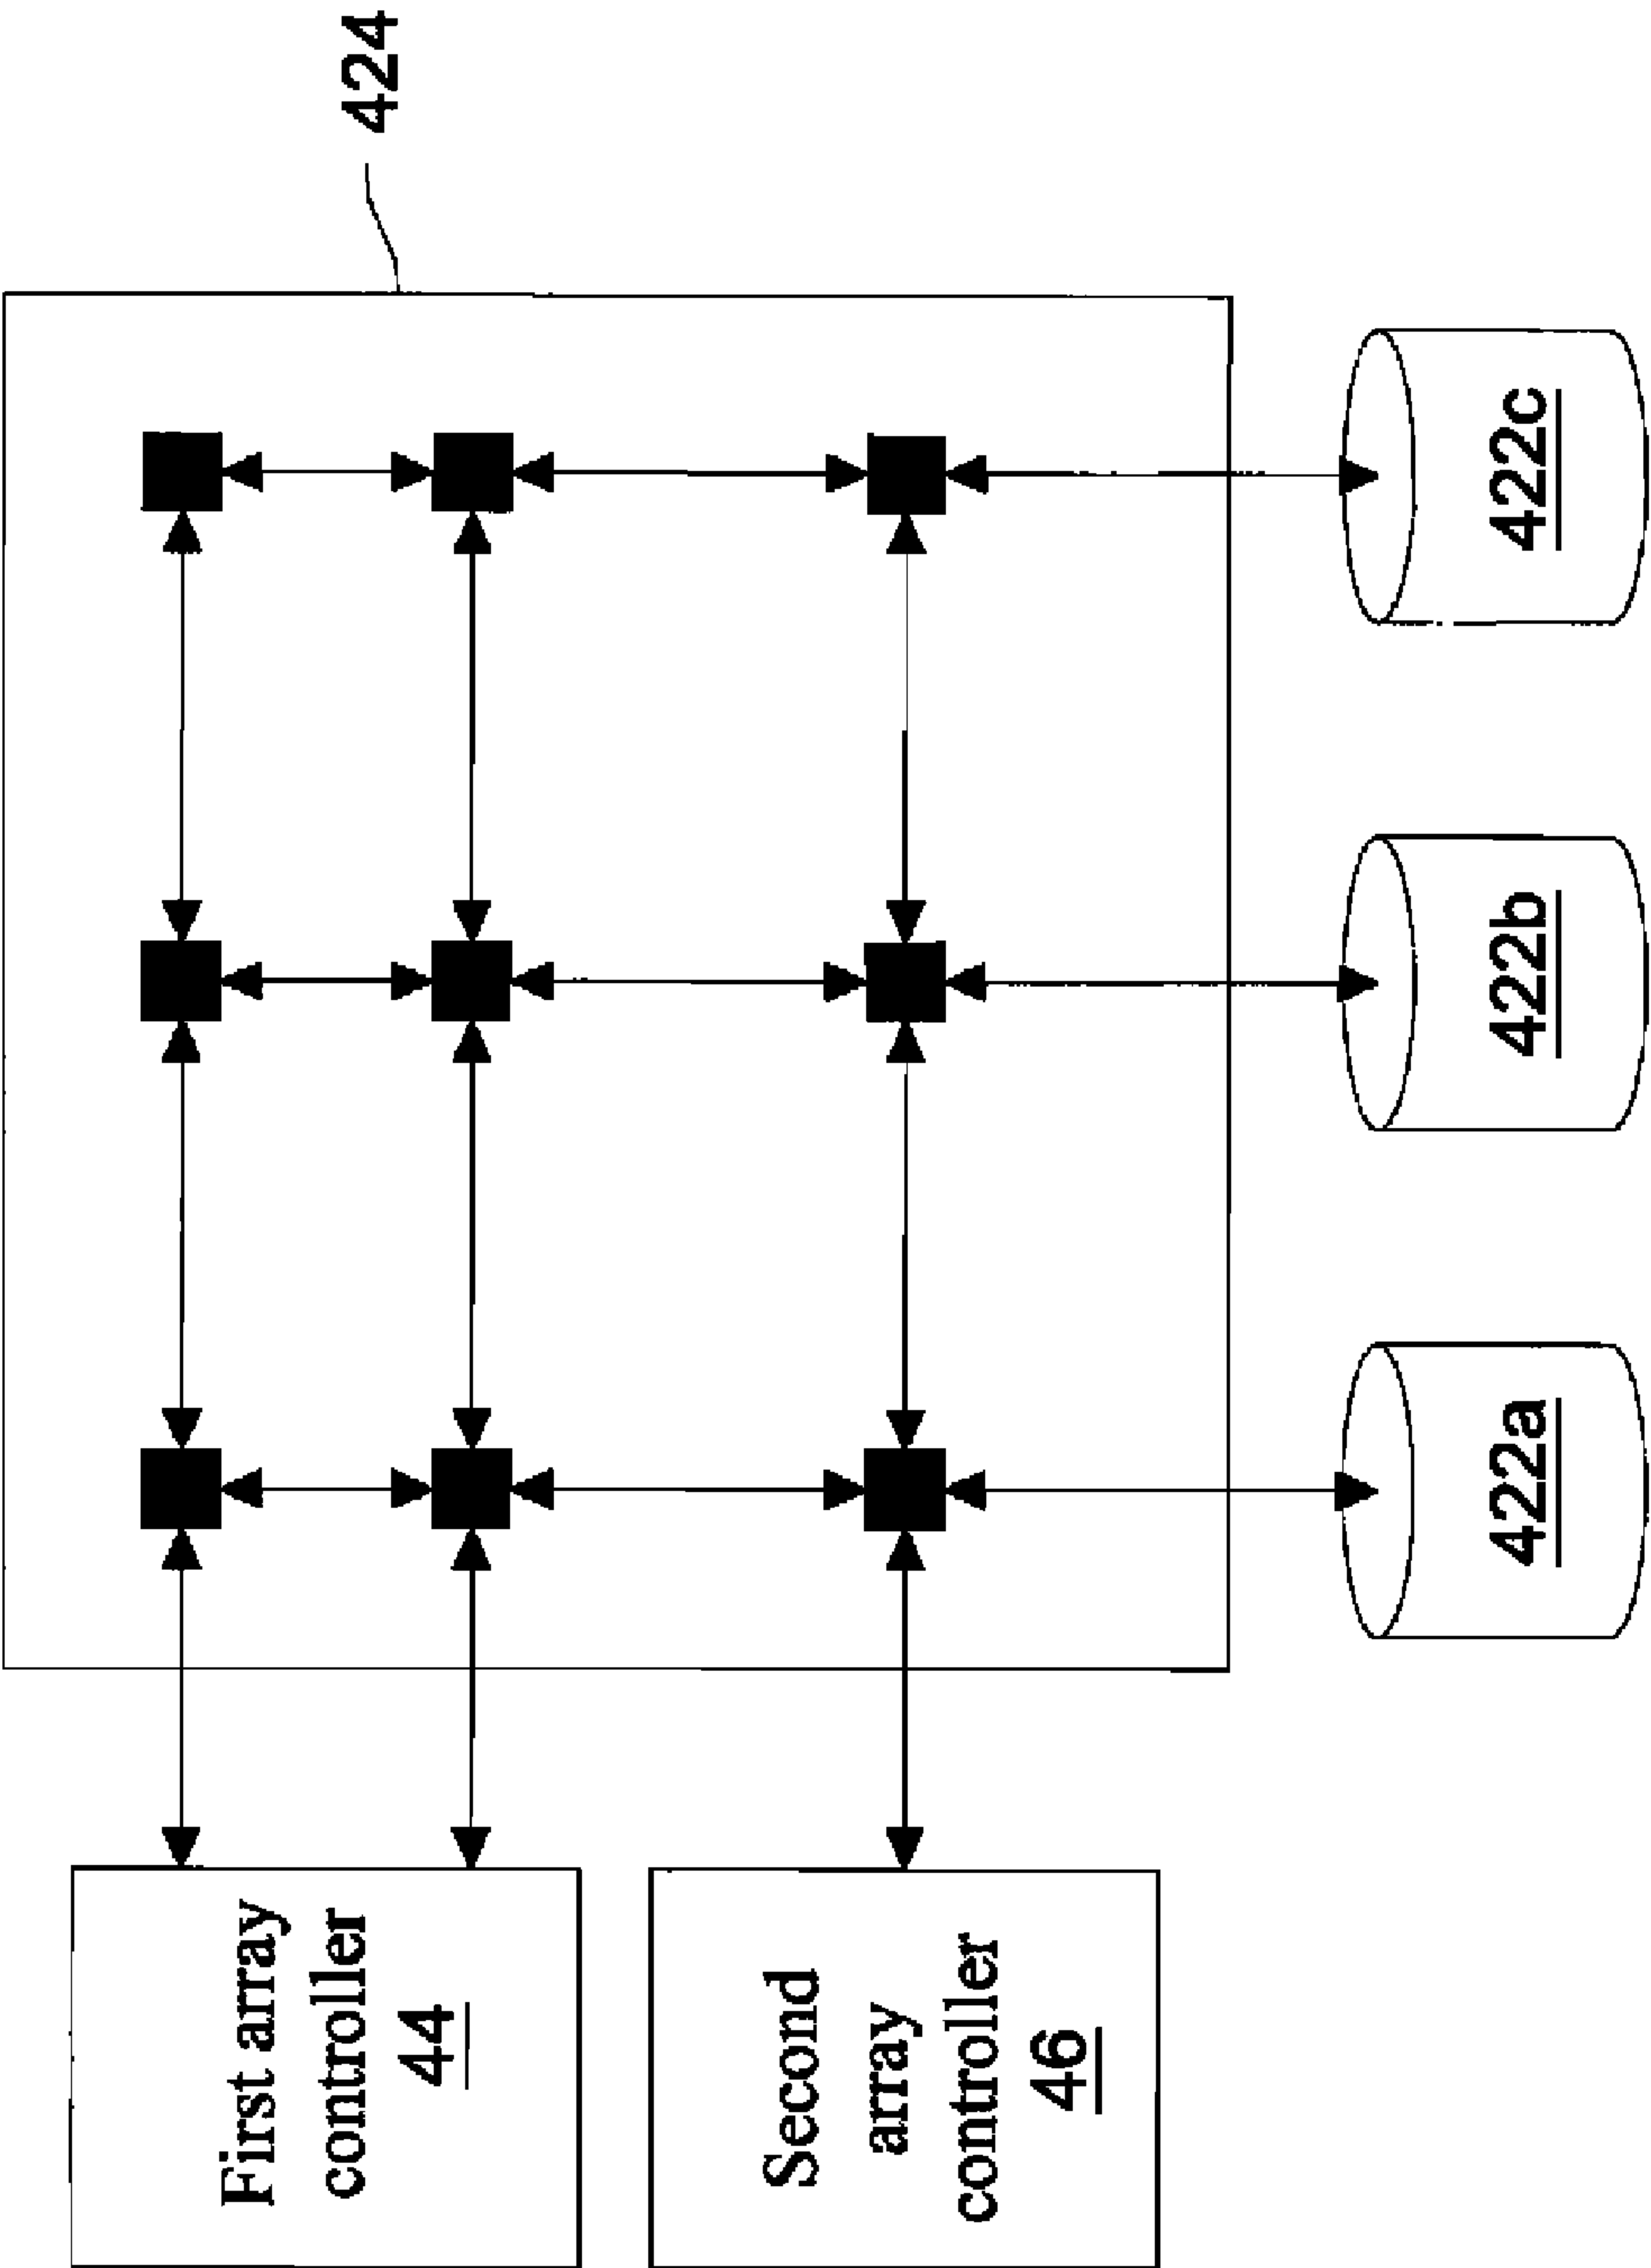 424
First array
controller
44
Second
array
controller
46
422a
422b
422c